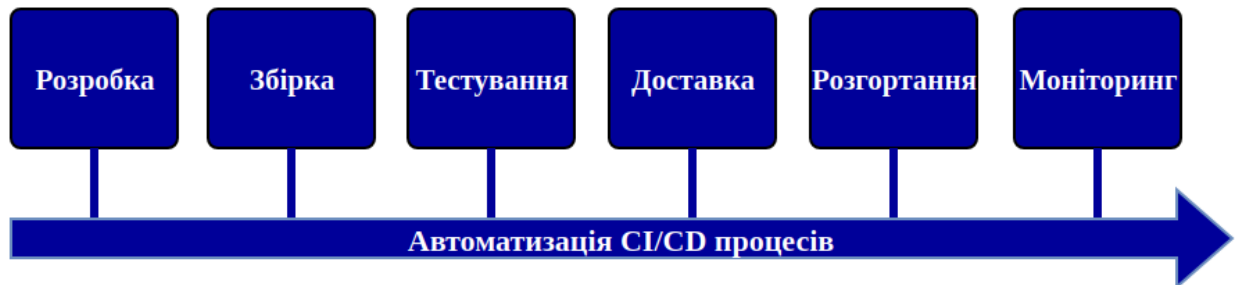 Розробка
Збірка
Тестування
Доставка
Розгортання
Моніторинг
Автоматизація CI/CD процесів